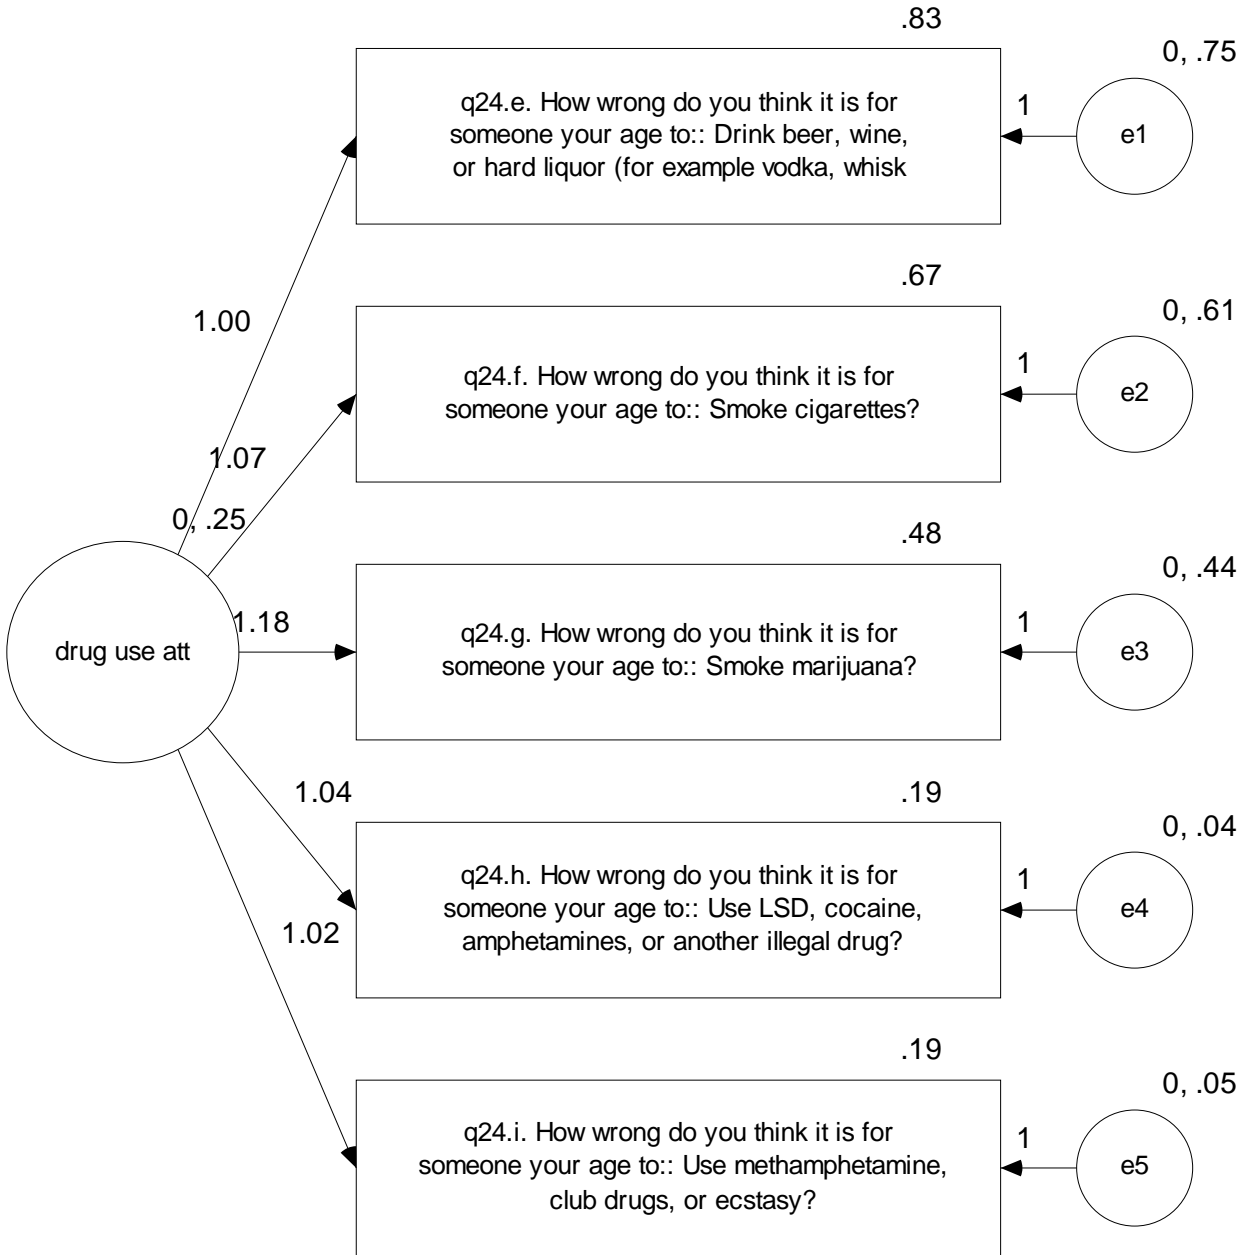 .83
0, .75
q24.e. How wrong do you think it is for
someone your age to:: Drink beer, wine,
or hard liquor (for example vodka, whisk
1
e1
.67
0, .61
1.00
q24.f. How wrong do you think it is for
someone your age to:: Smoke cigarettes?
1
e2
1.07
0, .25
.48
0, .44
drug use att
1.18
q24.g. How wrong do you think it is for
someone your age to:: Smoke marijuana?
1
e3
1.04
.19
0, .04
q24.h. How wrong do you think it is for
someone your age to:: Use LSD, cocaine,
amphetamines, or another illegal drug?
1
e4
1.02
.19
0, .05
q24.i. How wrong do you think it is for
someone your age to:: Use methamphetamine,
club drugs, or ecstasy?
1
e5